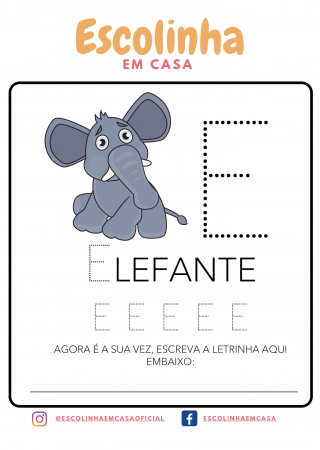 Escolinha
EM CASA
E
ELEFANTE
E E E E E
AGORA É A SUA VEZ, ESCREVA A LETRINHA AQUI
EMBAIXO:
@ESCOLINHAEMCASAOFICIAL ESCOLINHAEMCASA